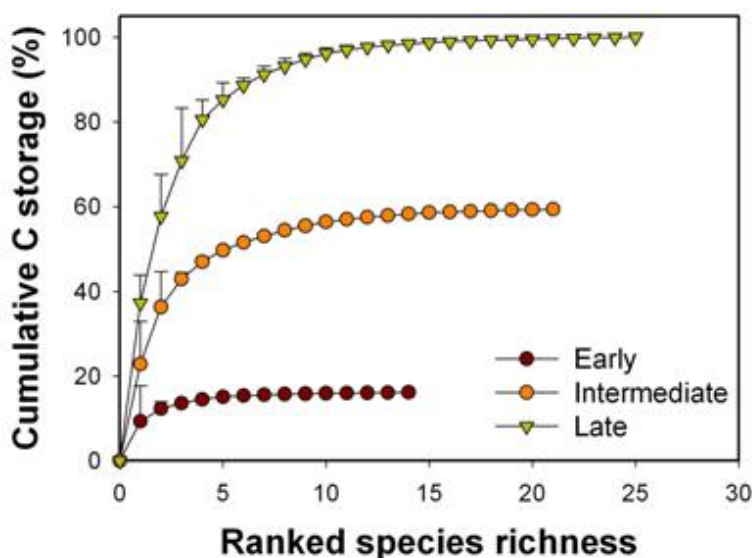 Cumulative C storage (%)
100
80
60
40
20
0
Early
Intermediate
Late
0 5 10 15 20 25 30
Ranked species richness